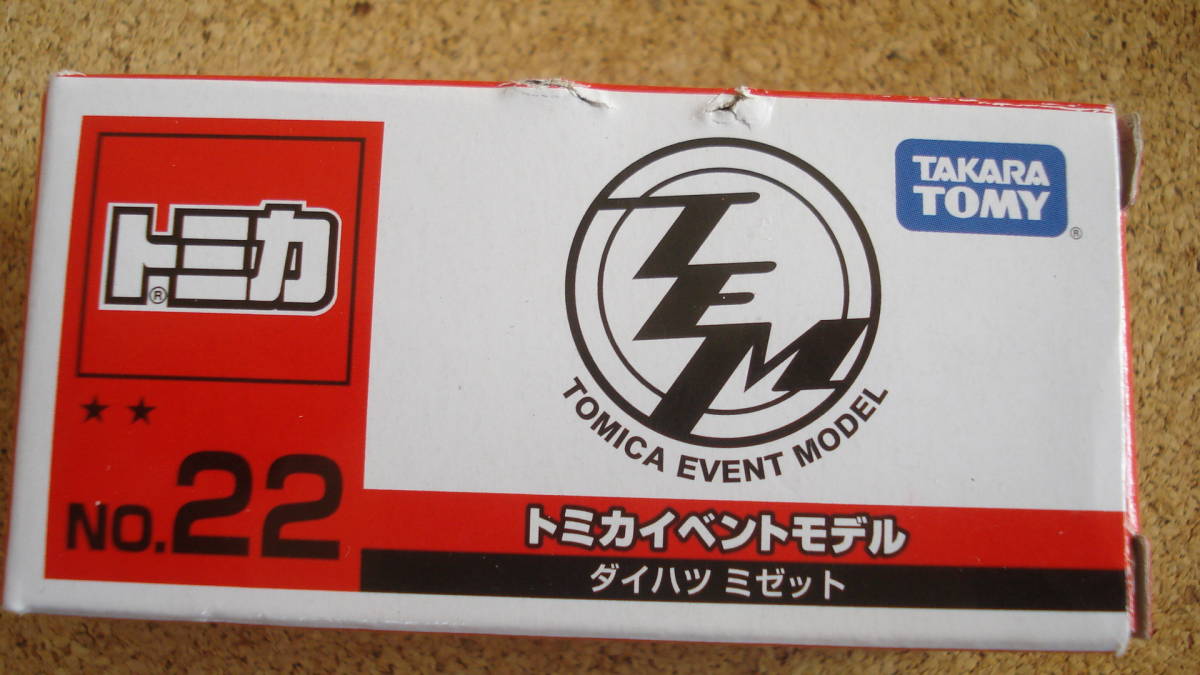 トミカ®
★★
NO.22
TEM
TOMICA EVENT MODEL
TAKARA
TOMY®
トミカイベントモデル
ダイハツ ミゼット